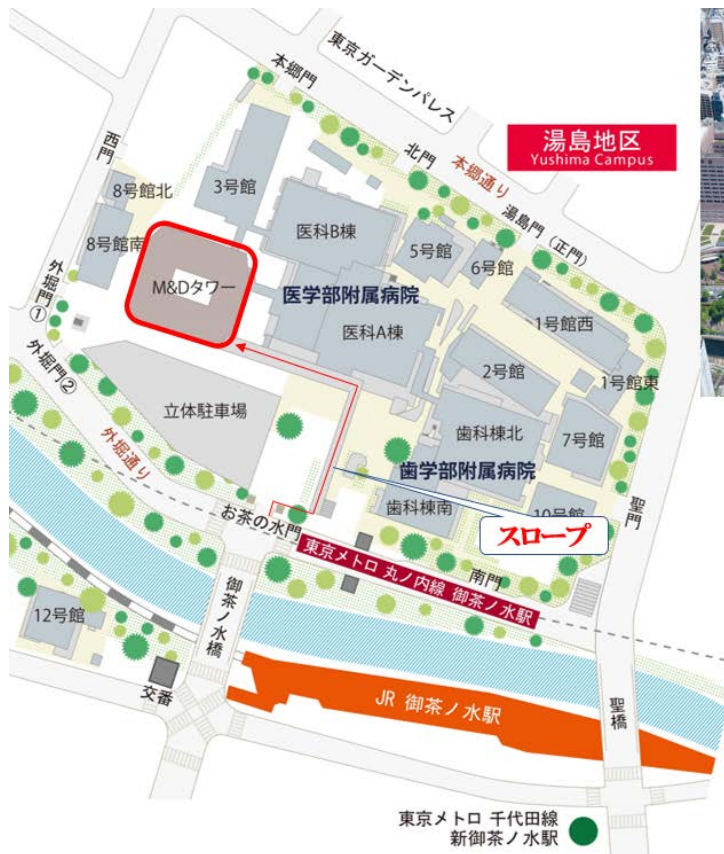 東京ガーデンパレス
本郷門
湯島地区
Yushima Campus
西門
北門
本郷通り
8号館北
3号館
湯島門(正門)
医科B棟
8号館南
5号館
6号館
M&Dタワー
医学部附属病院
外堀門①
1号館西
医科A棟
外堀門②
2号館
1号館東
立体駐車場
歯科棟北
7号館
外堀通り
歯学部附属病院
聖門
お茶の水門
歯科棟南
10号館
スロープ
南門
東京メトロ 丸ノ内線 御茶ノ水駅
12号館
御茶ノ水橋
交番
JR 御茶ノ水駅
聖橋
東京メトロ 千代田線
新御茶ノ水駅